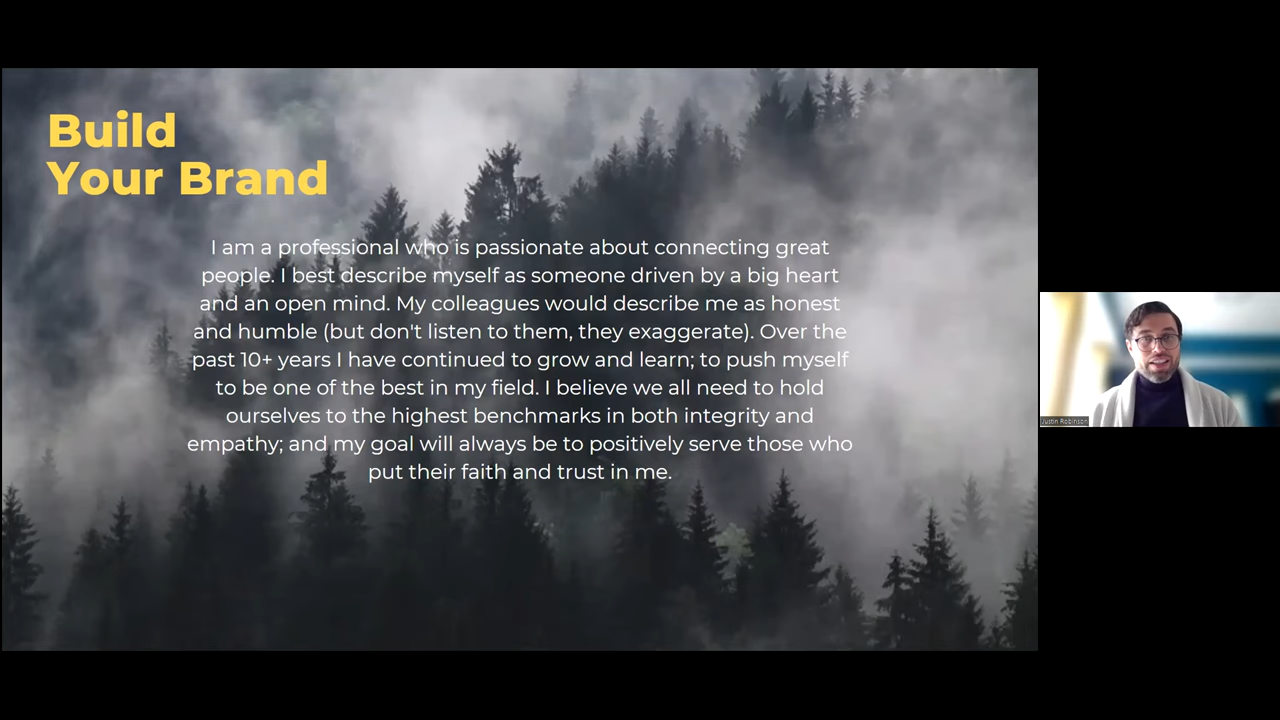 Build
Your Brand
I am a professional who is passionate about connecting great
people. I best describe myself as someone driven by a big heart
and an open mind. My colleagues would describe me as honest
and humble (but don't listen to them, they exaggerate). Over the
past 10+ years I have continued to grow and learn; to push myself
to be one of the best in my field. I believe we all need to hold
ourselves to the highest benchmarks in both integrity and
empathy; and my goal will always be to positively serve those who
put their faith and trust in me.
Justin Robinson